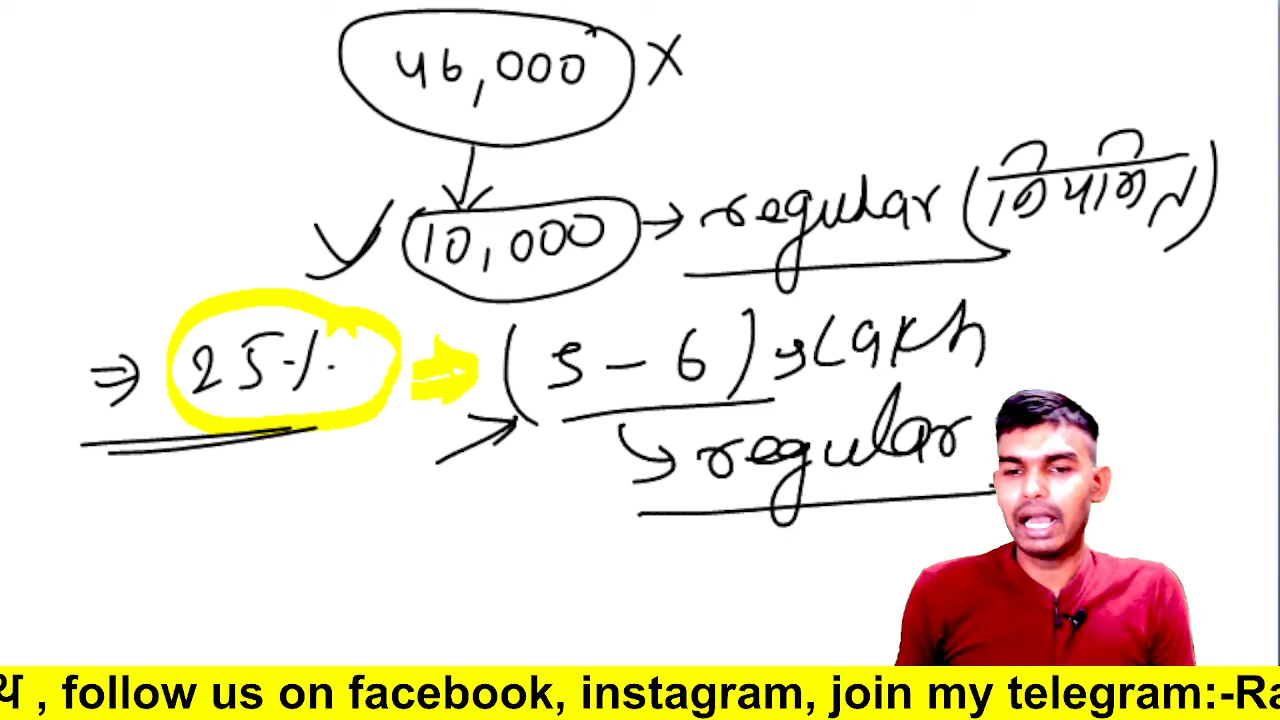 46,000 ×
✓ 10,000 → regular (नियमित)
⇒ 25% ⇒ (5 – 6) → Lakh
→ regular
थ , follow us on facebook, instagram, join my telegram:-Ra